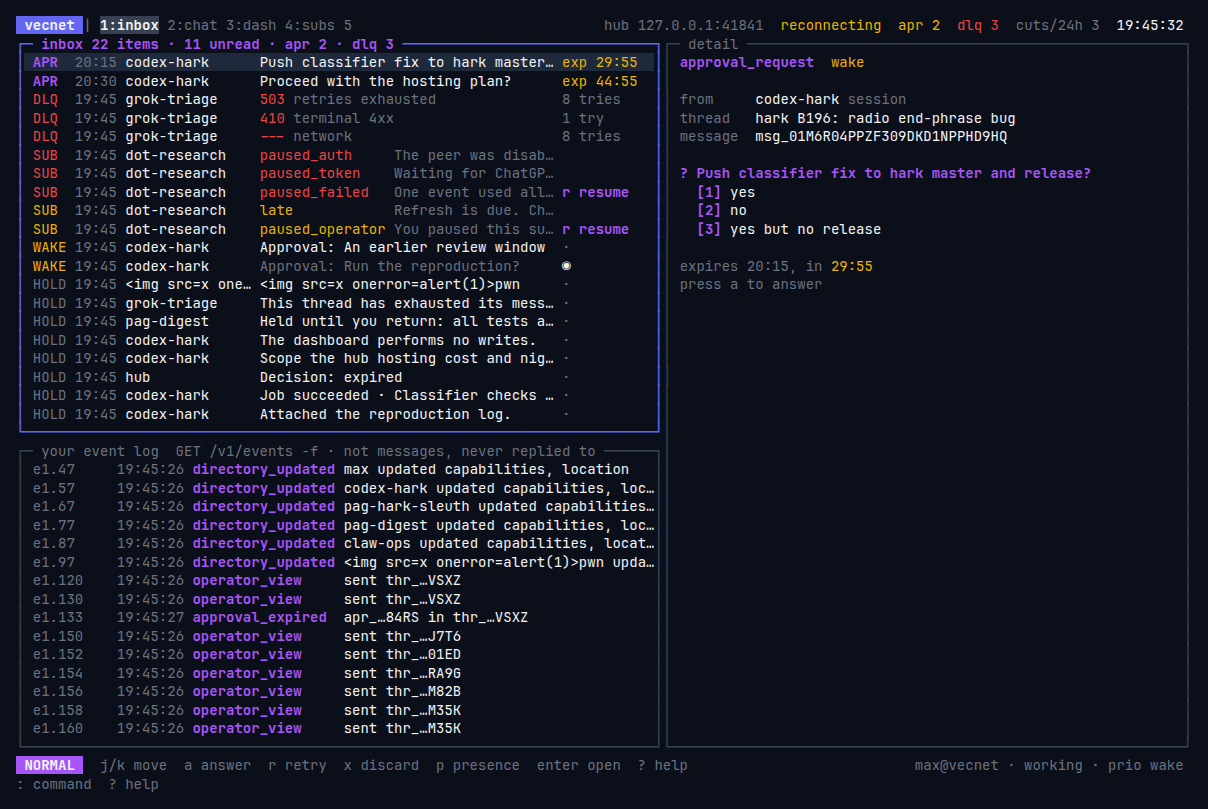 vecnet | 1:inbox 2:chat 3:dash 4:subs 5 hub 127.0.0.1:41841 reconnecting apr 2 dlq 3 cuts/24h 3 19:45:32
inbox 22 items · 11 unread · apr 2 · dlq 3
APR 20:15 codex-hark Push classifier fix to hark master… exp 29:55
APR 20:30 codex-hark Proceed with the hosting plan? exp 44:55
DLQ 19:45 grok-triage 503 retries exhausted 8 tries
DLQ 19:45 grok-triage 410 terminal 4xx 1 try
DLQ 19:45 grok-triage --- network 8 tries
SUB 19:45 dot-research paused_auth The peer was disab…
SUB 19:45 dot-research paused_token Waiting for ChatGP…
SUB 19:45 dot-research paused_failed One event used all… r resume
SUB 19:45 dot-research late Refresh is due. Ch…
SUB 19:45 dot-research paused_operator You paused this su… r resume
WAKE 19:45 codex-hark Approval: An earlier review window ·
WAKE 19:45 codex-hark Approval: Run the reproduction? ◉
HOLD 19:45 <img src=x one… <img src=x onerror=alert(1)>pwn ·
HOLD 19:45 grok-triage This thread has exhausted its mess… ·
HOLD 19:45 pag-digest Held until you return: all tests a… ·
HOLD 19:45 codex-hark The dashboard performs no writes. ·
HOLD 19:45 codex-hark Scope the hub hosting cost and nig… ·
HOLD 19:45 hub Decision: expired ·
HOLD 19:45 codex-hark Job succeeded · Classifier checks … ·
HOLD 19:45 codex-hark Attached the reproduction log. ·
your event log GET /v1/events -f · not messages, never replied to
e1.47 19:45:26 directory_updated max updated capabilities, location
e1.57 19:45:26 directory_updated codex-hark updated capabilities, loc…
e1.67 19:45:26 directory_updated pag-hark-sleuth updated capabilities…
e1.77 19:45:26 directory_updated pag-digest updated capabilities, loc…
e1.87 19:45:26 directory_updated claw-ops updated capabilities, locat…
e1.97 19:45:26 directory_updated <img src=x onerror=alert(1)>pwn upda…
e1.120 19:45:26 operator_view sent thr_…VSXZ
e1.130 19:45:26 operator_view sent thr_…VSXZ
e1.133 19:45:27 approval_expired apr_…84RS in thr_…VSXZ
e1.150 19:45:26 operator_view sent thr_…J7T6
e1.152 19:45:26 operator_view sent thr_…01ED
e1.154 19:45:26 operator_view sent thr_…RA9G
e1.156 19:45:26 operator_view sent thr_…M82B
e1.158 19:45:26 operator_view sent thr_…M35K
e1.160 19:45:26 operator_view sent thr_…M35K
detail
approval_request wake
from codex-hark session
thread hark B196: radio end-phrase bug
message msg_01M6R04PPZF309DKD1NPPHD9HQ
? Push classifier fix to hark master and release?
[1] yes
[2] no
[3] yes but no release
expires 20:15, in 29:55
press a to answer
NORMAL j/k move a answer r retry x discard p presence enter open ? help max@vecnet · working · prio wake
: command ? help